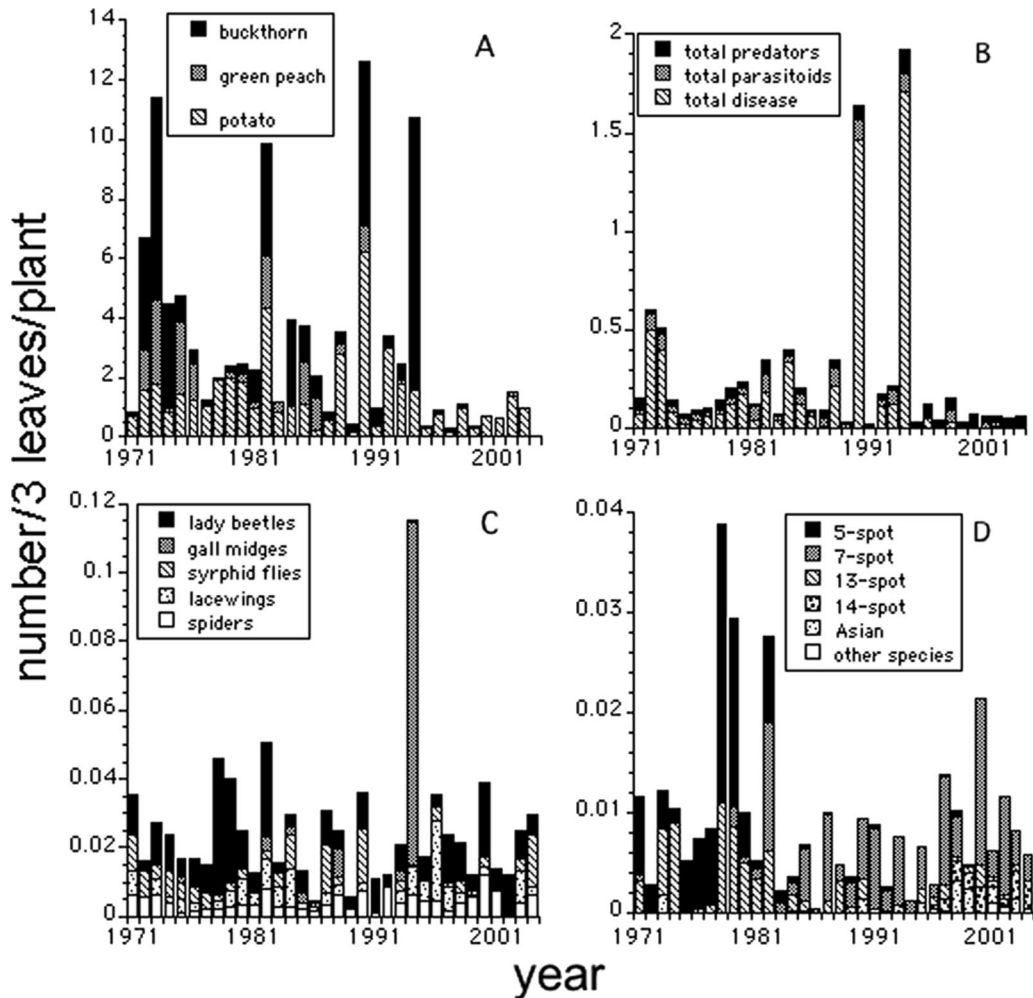 number/3 leaves/plant
A
14
12
10
8
6
4
2
0
buckthorn
green peach
potato
1971 1981 1991 2001
B
2
1.5
1
0.5
0
total predators
total parasitoids
total disease
1971 1981 1991 2001
C
0.12
0.1
0.08
0.06
0.04
0.02
0
lady beetles
gall midges
syrphid flies
lacewings
spiders
1971 1981 1991 2001
D
0.04
0.03
0.02
0.01
0
5-spot
7-spot
13-spot
14-spot
Asian
other species
1971 1981 1991 2001
year